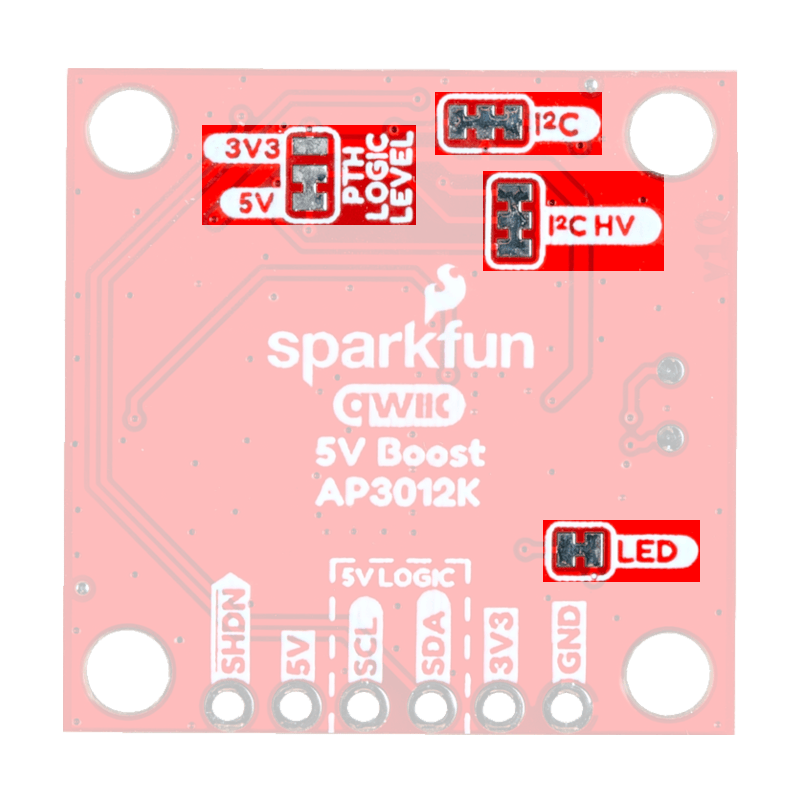 I²C
3V3
5V
PTH
LOGIC
LEVEL
I²C HV
v10
sparkfun
qwiic
5V Boost
AP3012K
LED
5V LOGIC
SHDN
5V
SCL
SDA
3V3
GND